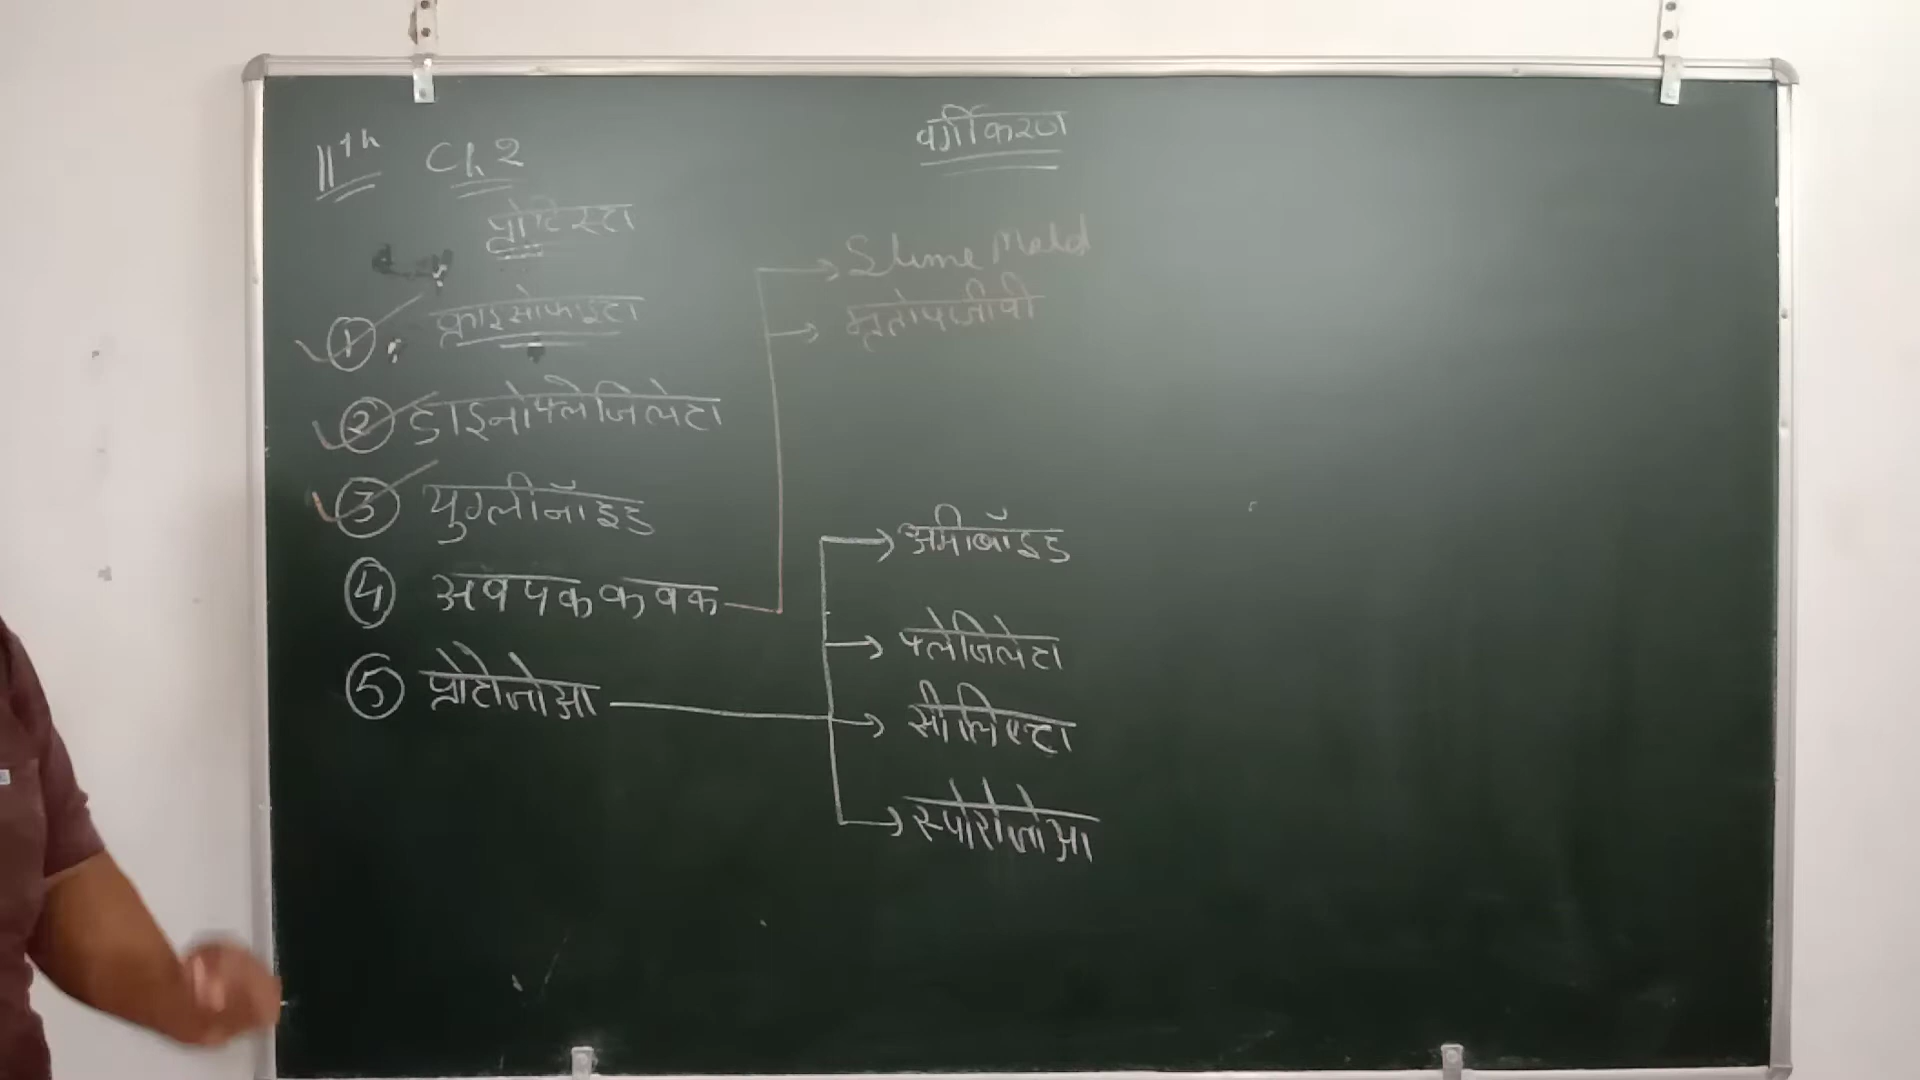 11th Ch 2
वर्गीकरण
प्रोटिस्टा
① क्राइसोफाइटा
② डाइनोफ्लेजिलेटा
③ युग्लीनॉइड
④ अवपंककवक
⑤ प्रोटोजोआ
Slime Mold
मृतोपजीवी
अमीबॉइड
फ्लेजिलेटा
सीलिएटा
स्पोरोजोआ